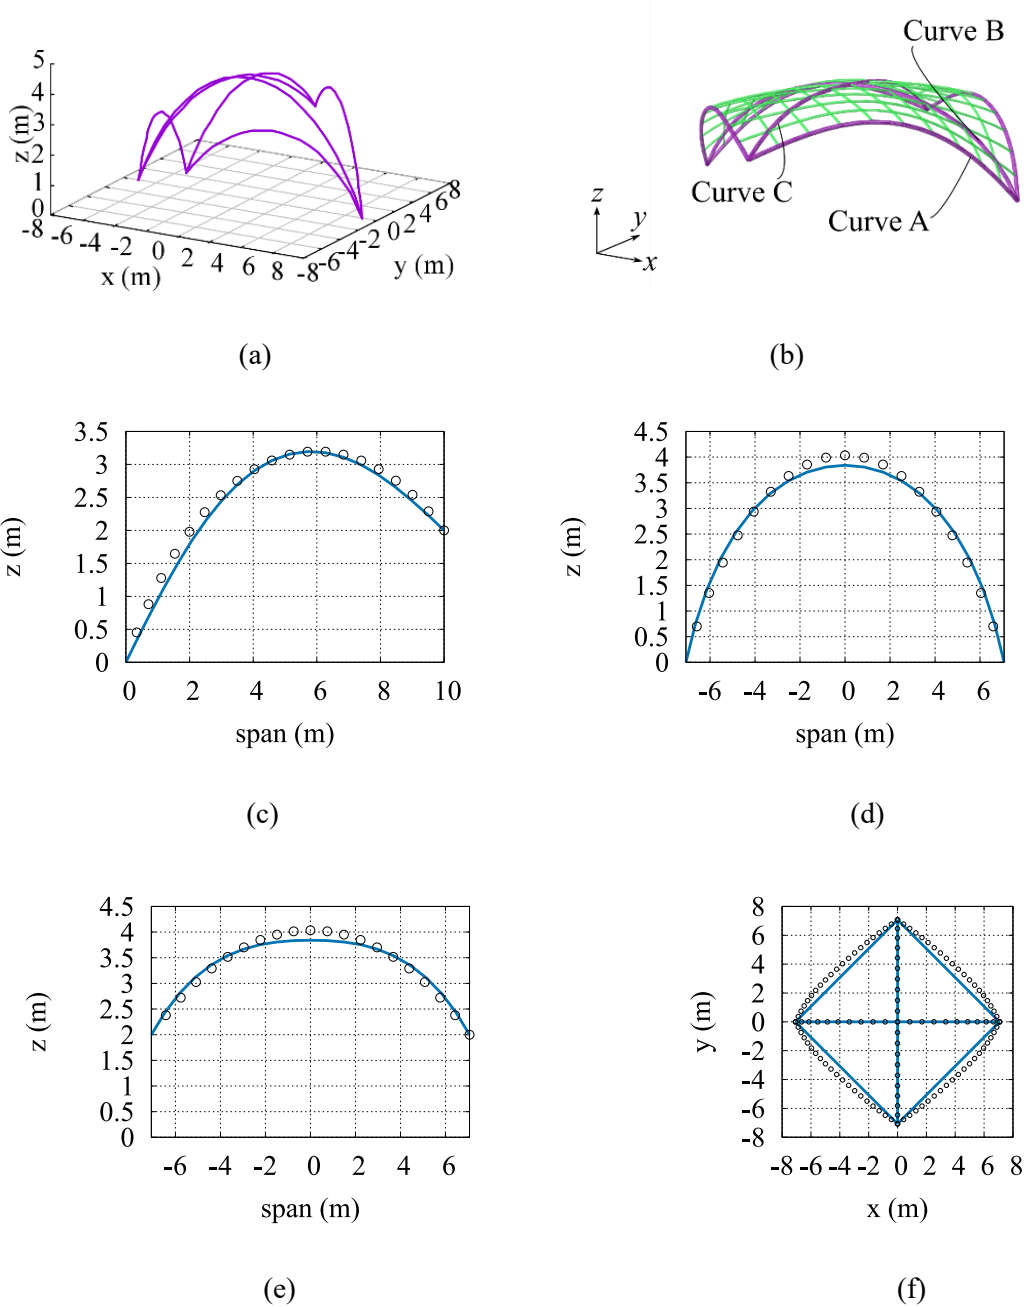 5
4
3
2
1
0
z (m)
-8 -6 -4 -2 0 2 4 6 8
x (m)
-8 -6 -4 -2 0 2 4 6 8
y (m)
(a)
Curve B
Curve C
Curve A
z
y
x
(b)
3.5
3
2.5
2
1.5
1
0.5
0
z (m)
0 2 4 6 8 10
span (m)
(c)
4.5
4
3.5
3
2.5
2
1.5
1
0.5
0
z (m)
-6 -4 -2 0 2 4 6
span (m)
(d)
4.5
4
3.5
3
2.5
2
1.5
1
0.5
0
z (m)
-6 -4 -2 0 2 4 6
span (m)
(e)
8
6
4
2
0
-2
-4
-6
-8
y (m)
-8 -6 -4 -2 0 2 4 6 8
x (m)
(f)